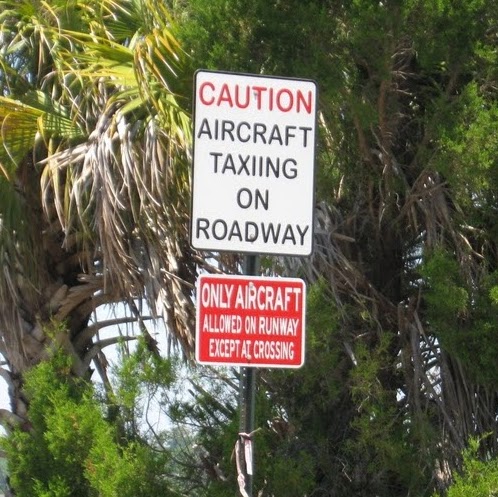 CAUTION
AIRCRAFT
TAXIING
ON
ROADWAY
ONLY AIRCRAFT
ALLOWED ON RUNWAY
EXCEPT AT CROSSING